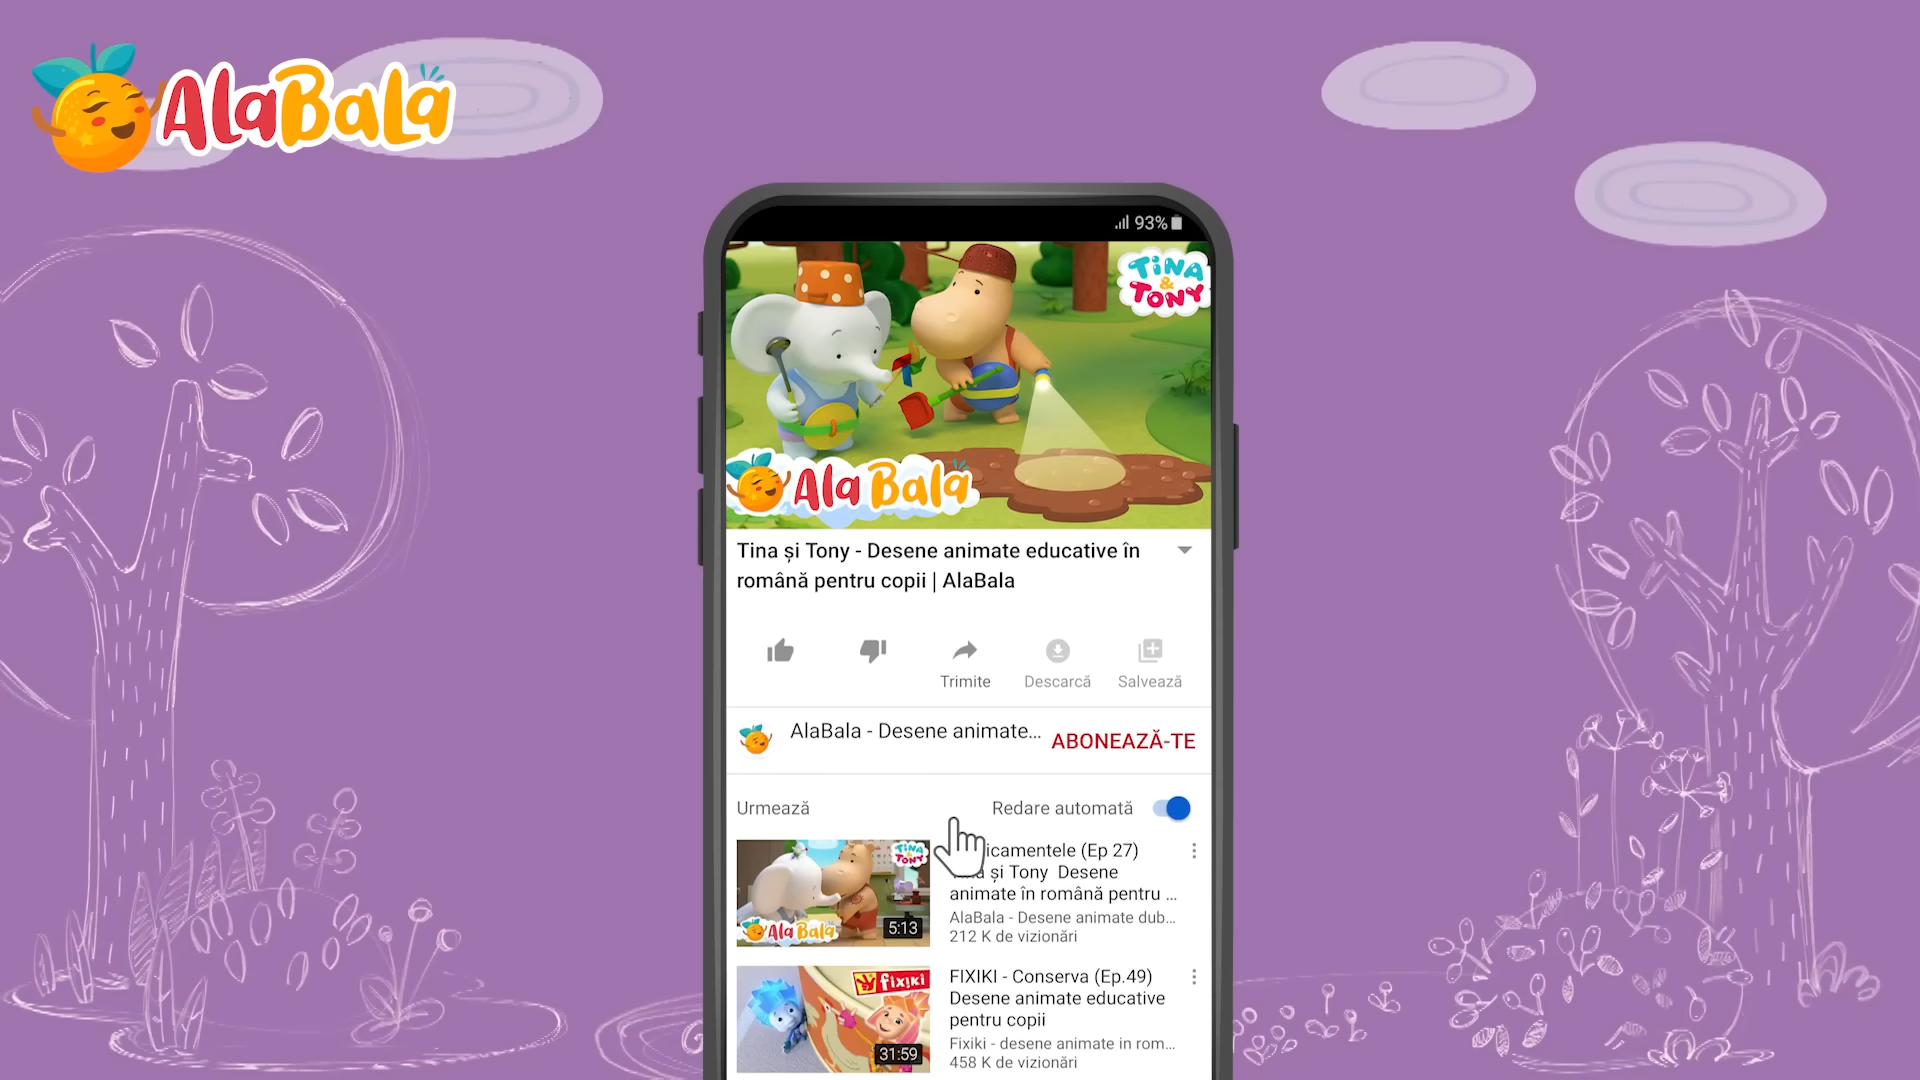 AlaBala
93%
TiNA
&
TONY
AlaBala
Tina și Tony - Desene animate educative în
română pentru copii | AlaBala
Trimite
Descarcă
Salvează
AlaBala - Desene animate...
ABONEAZĂ-TE
Urmează
Redare automată
TiNA
&
TONY
AlaBala
5:13
icamentele (Ep 27)
și Tony Desene
animate în română pentru ...
AlaBala - Desene animate dub...
212 K de vizionări
fixiki
31:59
FIXIKI - Conserva (Ep.49)
Desene animate educative
pentru copii
Fixiki - desene animate in rom...
458 K de vizionări